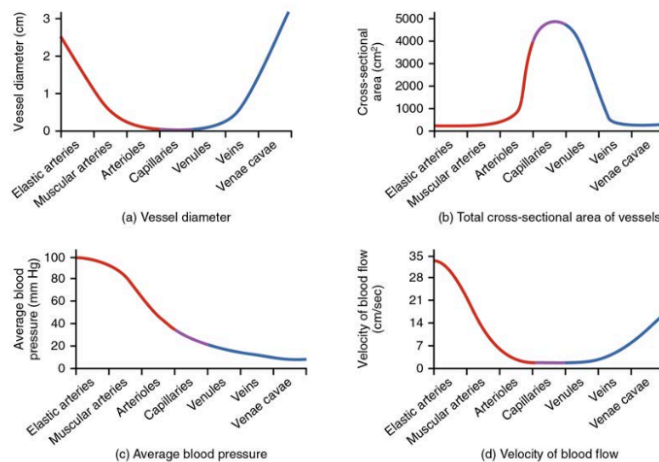 Vessel diameter (cm)
3
2
1
0
Elastic arteries
Muscular arteries
Arterioles
Capillaries
Venules
Veins
Venae cavae
(a) Vessel diameter
Cross-sectional
area (cm²)
5000
4000
3000
2000
1000
0
Elastic arteries
Muscular arteries
Arterioles
Capillaries
Venules
Veins
Venae cavae
(b) Total cross-sectional area of vessels
Average blood
pressure (mm Hg)
100
80
60
40
20
0
Elastic arteries
Muscular arteries
Arterioles
Capillaries
Venules
Veins
Venae cavae
(c) Average blood pressure
Velocity of blood flow
(cm/sec)
35
28
21
14
7
0
Elastic arteries
Muscular arteries
Arterioles
Capillaries
Venules
Veins
Venae cavae
(d) Velocity of blood flow